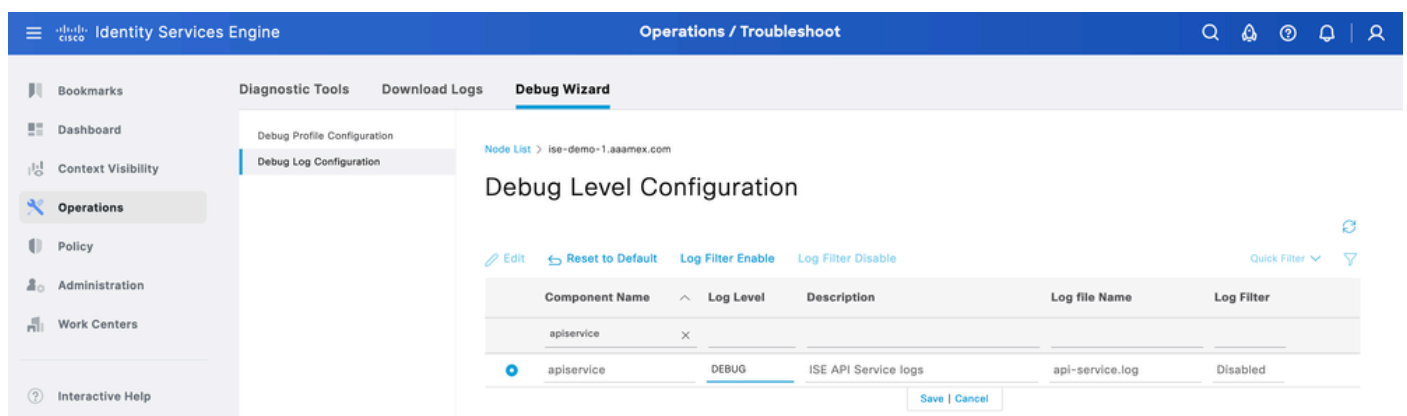 cisco Identity Services Engine
Operations / Troubleshoot
Bookmarks
Dashboard
Context Visibility
Operations
Policy
Administration
Work Centers
Interactive Help
Diagnostic Tools Download Logs Debug Wizard
Debug Profile Configuration
Debug Log Configuration
Node List > ise-demo-1.aaamex.com
Debug Level Configuration
Edit Reset to Default Log Filter Enable Log Filter Disable Quick Filter
Component Name Log Level Description Log file Name Log Filter
apiservice
apiservice DEBUG ISE API Service logs api-service.log Disabled
Save | Cancel